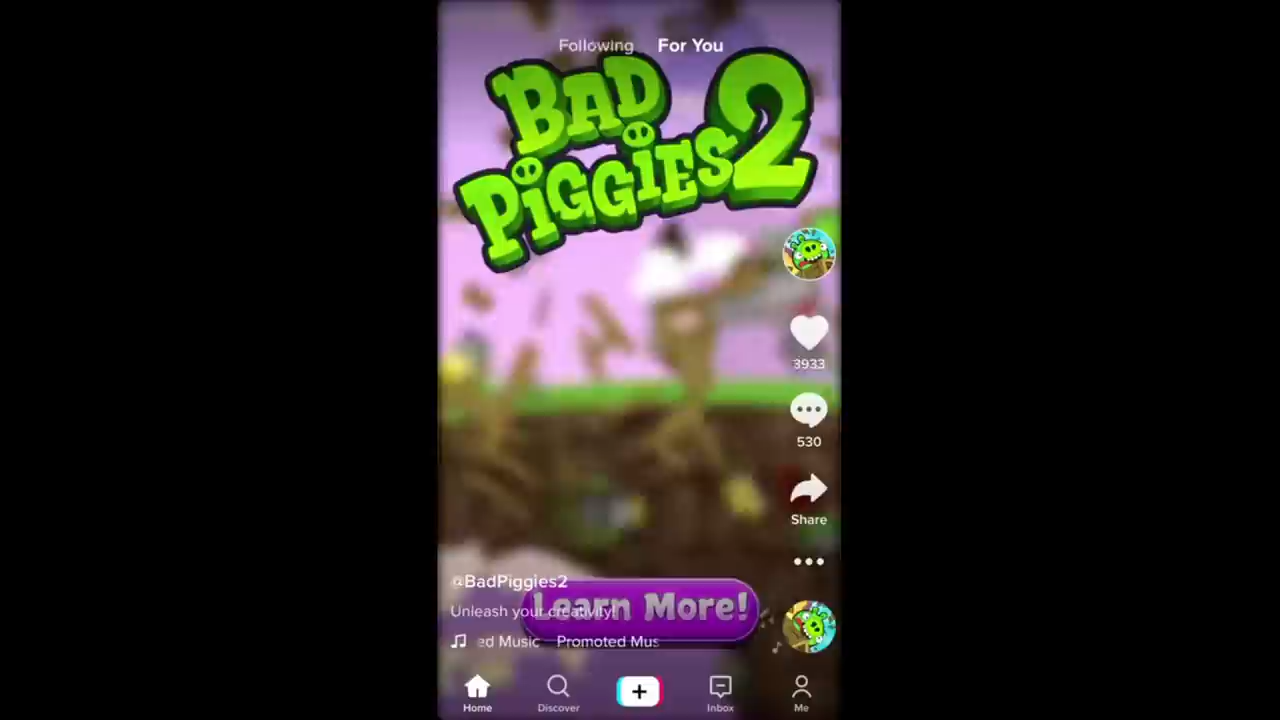 Following For You
BAD
PIGGIES 2
3933
530
Share
@BadPiggies2
Learn More!
Unleash your creativity!
ed Music Promoted Mus
Home Discover Inbox Me